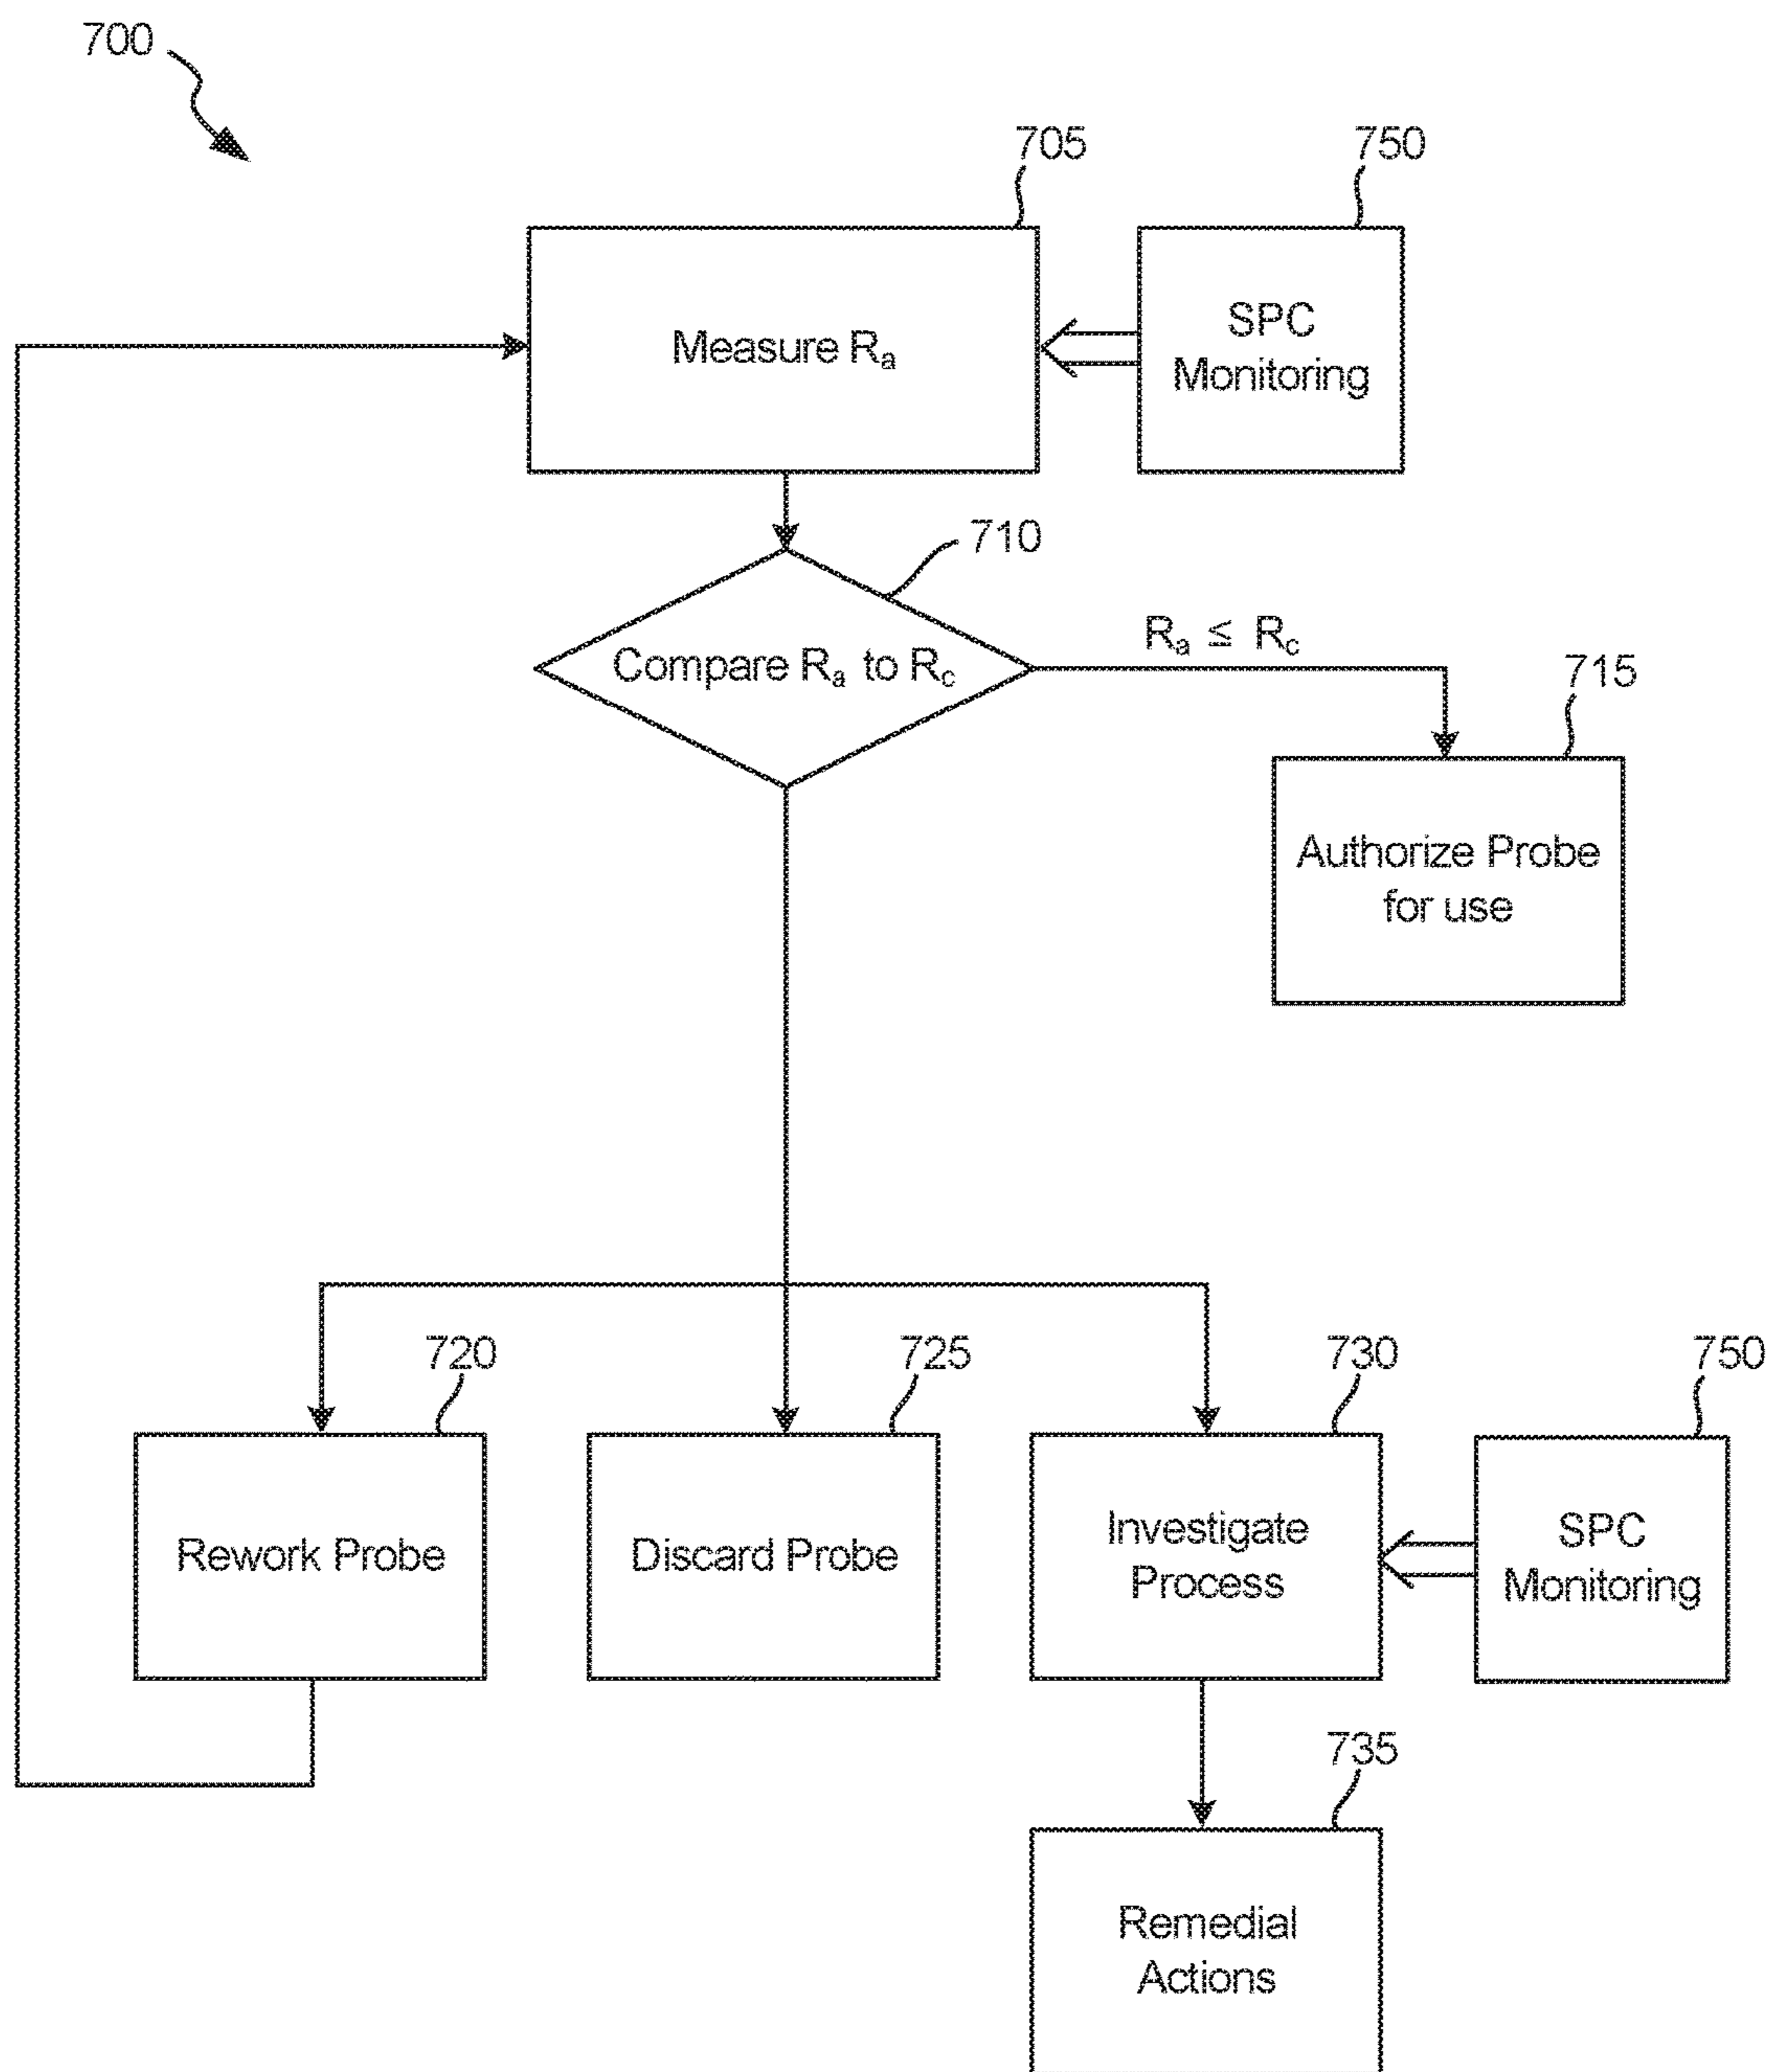 700
705
750
Measure Ra
SPC
Monitoring
710
Compare Ra to Rc
Ra ≤ Rc
715
Authorize Probe
for use
720
725
730
750
Rework Probe
Discard Probe
Investigate
Process
SPC
Monitoring
735
Remedial
Actions